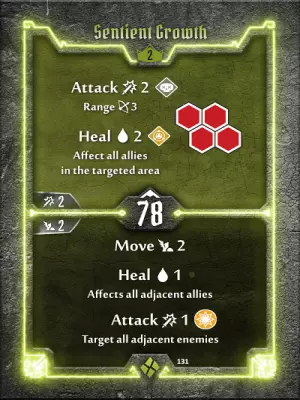 Sentient Growth
2
Attack 2
Range 3
Heal 2
Affect all allies
in the targeted area
2
78
2
Move 2
Heal 1
Affects all adjacent allies
Attack 1
Target all adjacent enemies
131